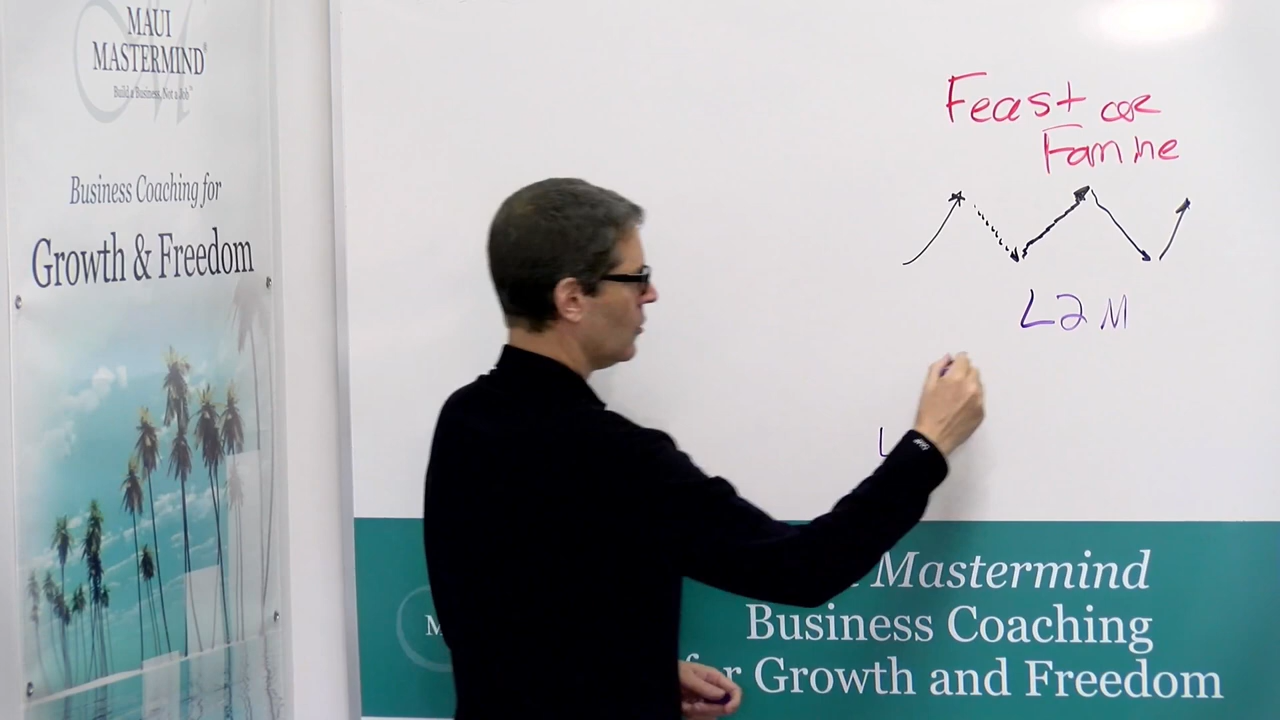 MAUI
MASTERMIND®
Build a Business, Not a Job™
Business Coaching for
Growth & Freedom
Feast or
Famine
L2M
L
M
Mastermind
Business Coaching
r Growth and Freedom